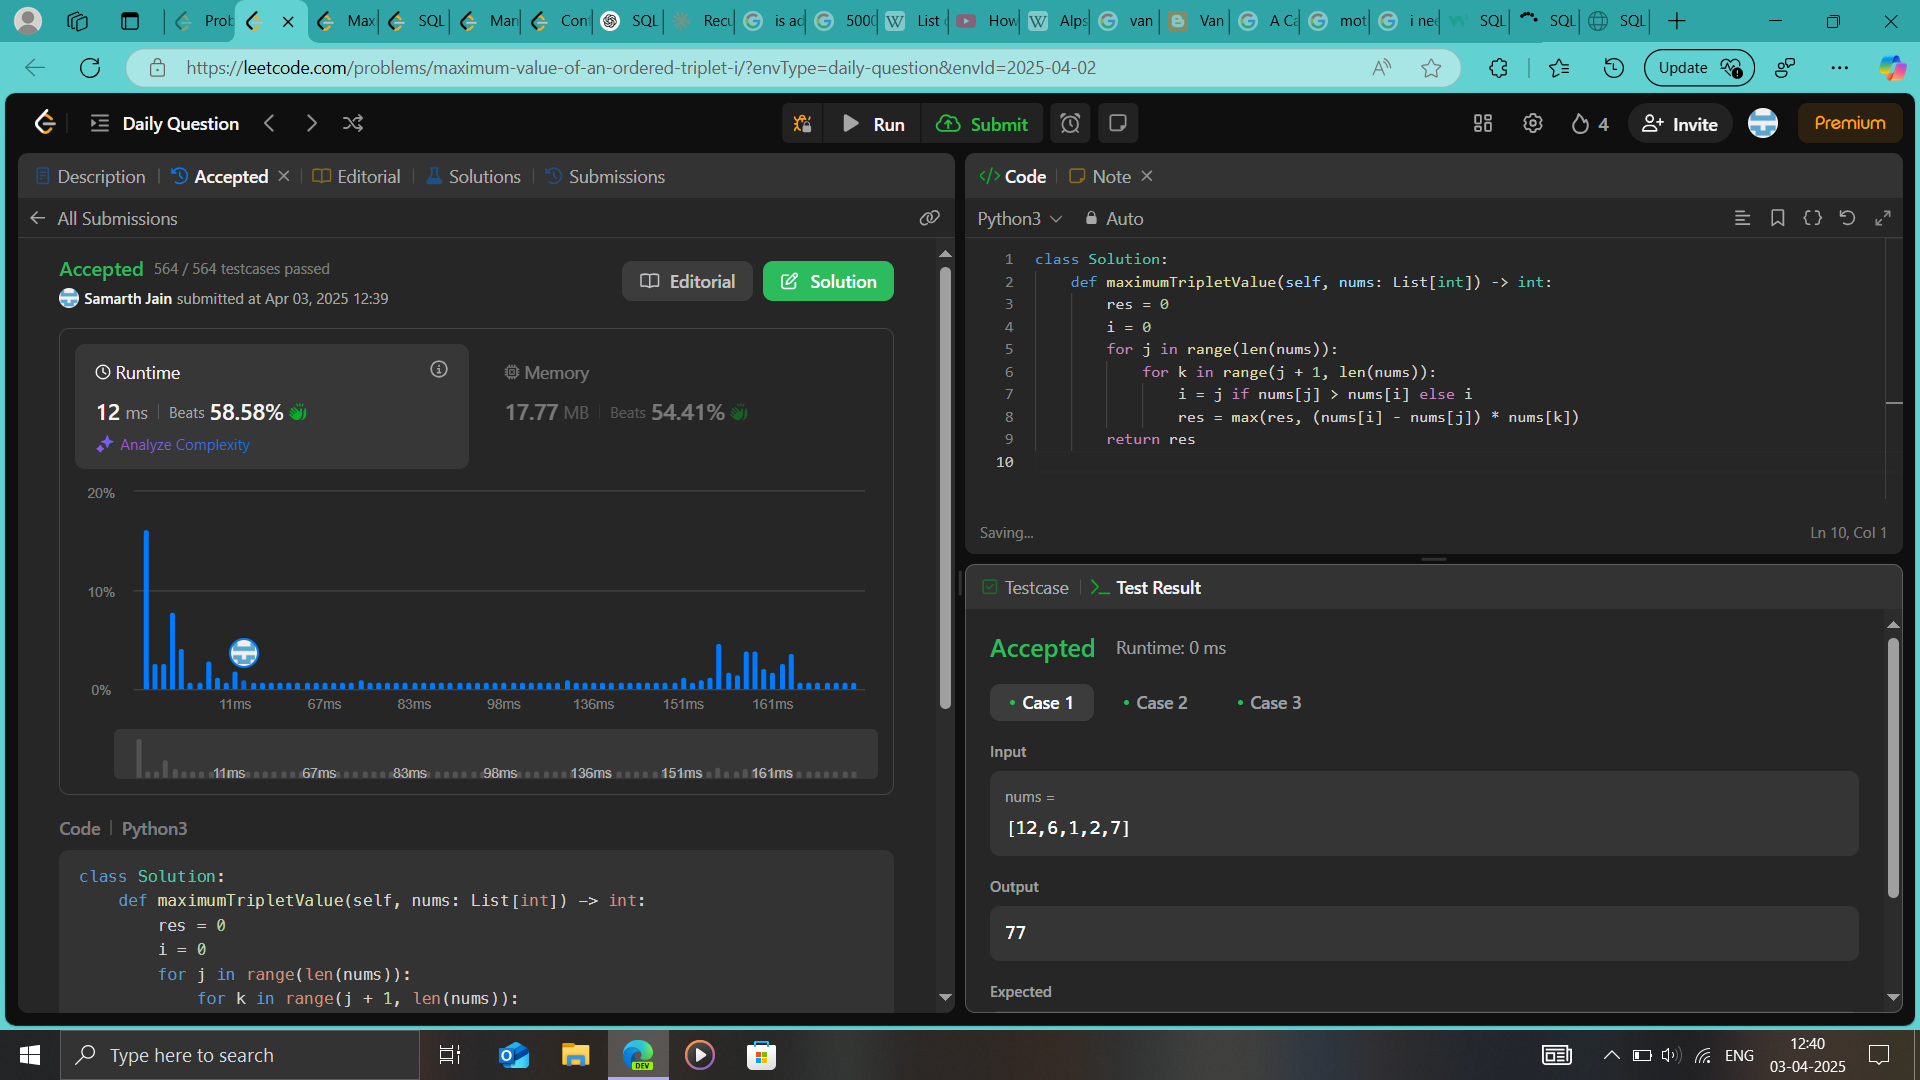 Prob
Max
SQL
Man
Con
SQL
Recu
is ad
5000
List o
How
Alps
van
Van
A Ca
mot
i nee
SQL
SQL
SQL
https://leetcode.com/problems/maximum-value-of-an-ordered-triplet-i/?envType=daily-question&envId=2025-04-02
Update
Daily Question
Run
Submit
4
Invite
Premium
Description
Accepted
Editorial
Solutions
Submissions
All Submissions
Accepted 564 / 564 testcases passed
Samarth Jain submitted at Apr 03, 2025 12:39
Editorial
Solution
Runtime
12 ms | Beats 58.58%
Analyze Complexity
Memory
17.77 MB | Beats 54.41%
20%
10%
0%
11ms 67ms 83ms 98ms 136ms 151ms 161ms
11ms 67ms 83ms 98ms 136ms 151ms 161ms
Code | Python3
class Solution:
    def maximumTripletValue(self, nums: List[int]) -> int:
        res = 0
        i = 0
        for j in range(len(nums)):
            for k in range(j + 1, len(nums)):
</> Code
Note
Python3
Auto
1 class Solution:
2     def maximumTripletValue(self, nums: List[int]) -> int:
3         res = 0
4         i = 0
5         for j in range(len(nums)):
6             for k in range(j + 1, len(nums)):
7                 i = j if nums[j] > nums[i] else i
8                 res = max(res, (nums[i] - nums[j]) * nums[k])
9         return res
10
Saving...
Ln 10, Col 1
Testcase
Test Result
Accepted Runtime: 0 ms
Case 1
Case 2
Case 3
Input
nums =
[12,6,1,2,7]
Output
77
Expected
Type here to search
DEV
ENG
12:40
03-04-2025